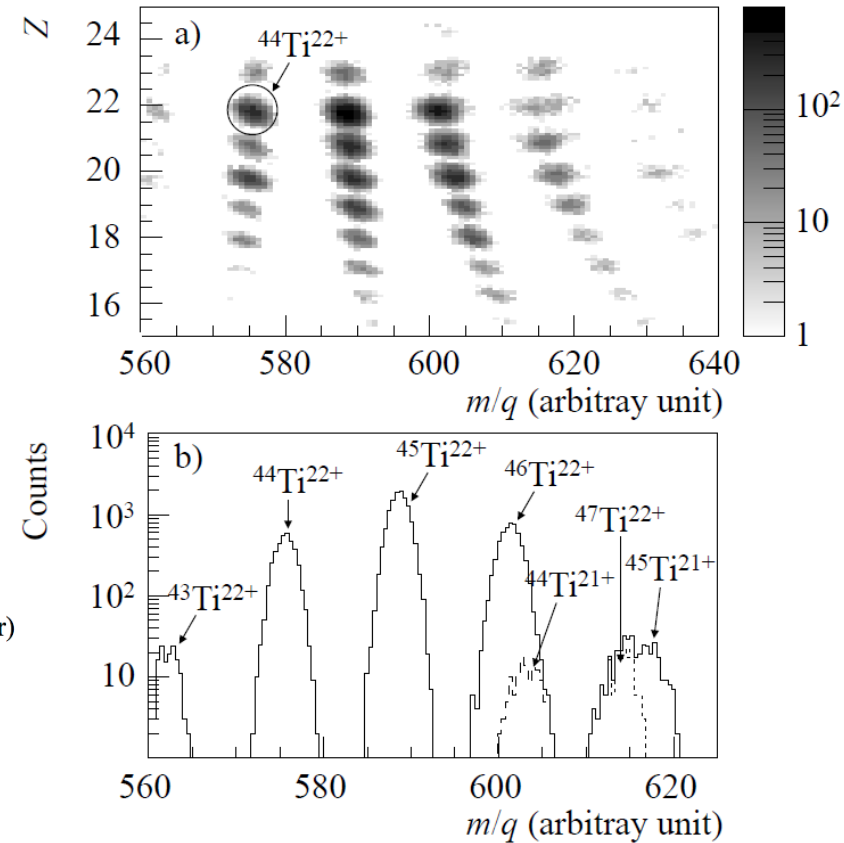 Z
a)
44Ti22+
24
22
20
18
16
560
580
600
620
640
m/q (arbitray unit)
10²
10
1
Counts
b)
10⁴
10³
10²
10
43Ti22+
44Ti22+
45Ti22+
46Ti22+
44Ti21+
47Ti22+
45Ti21+
r)
560
580
600
620
m/q (arbitray unit)